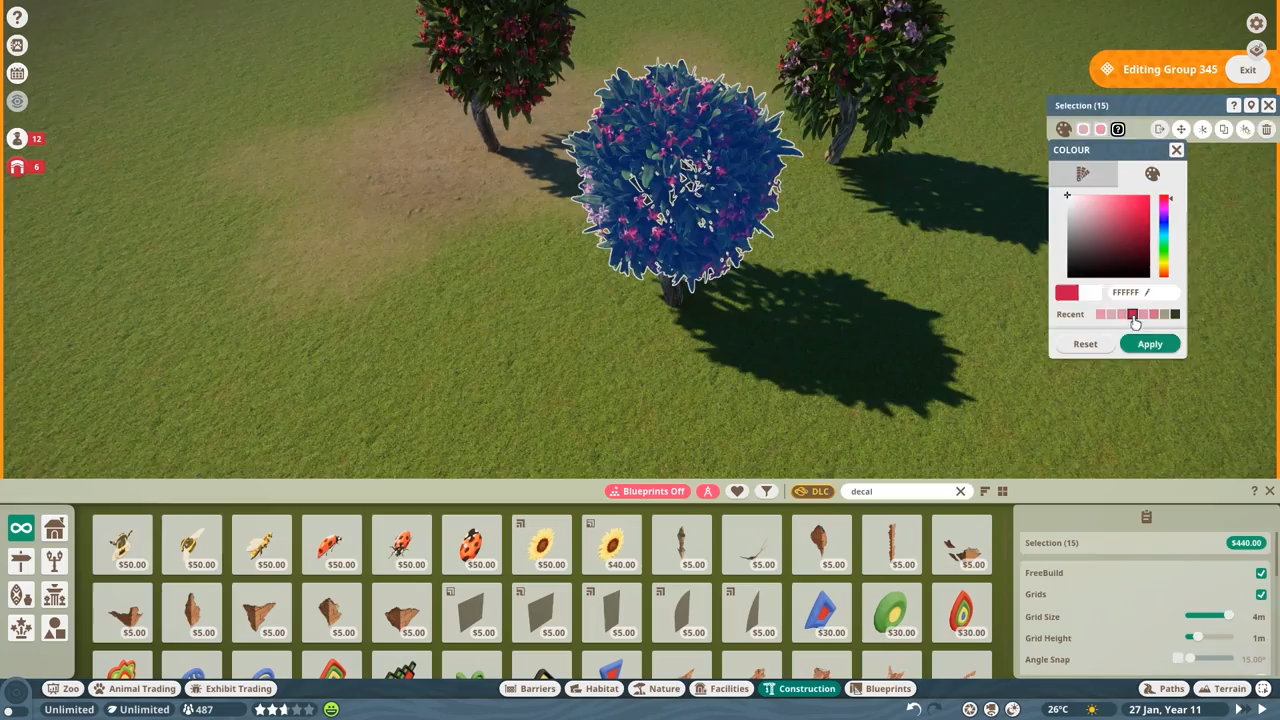 ?
Editing Group 345
Exit
Selection (15)
?
?
COLOUR
12
6
FFFFFF
Recent
Reset
Apply
Blueprints Off
DLC
decal
?
$50.00 $50.00 $50.00 $50.00 $50.00 $50.00 $50.00 $40.00 $5.00 $5.00 $5.00 $5.00 $5.00
Selection (15)
$440.00
FreeBuild
Grids
Grid Size
4m
Grid Height
1m
Angle Snap
15.00°
$5.00 $5.00 $5.00 $5.00 $5.00 $5.00 $5.00 $5.00 $5.00 $5.00 $30.00 $30.00 $30.00
Zoo
Animal Trading
Exhibit Trading
Barriers
Habitat
Nature
Facilities
Construction
Blueprints
Paths
Terrain
Unlimited
Unlimited
487
26°C
27 Jan, Year 11